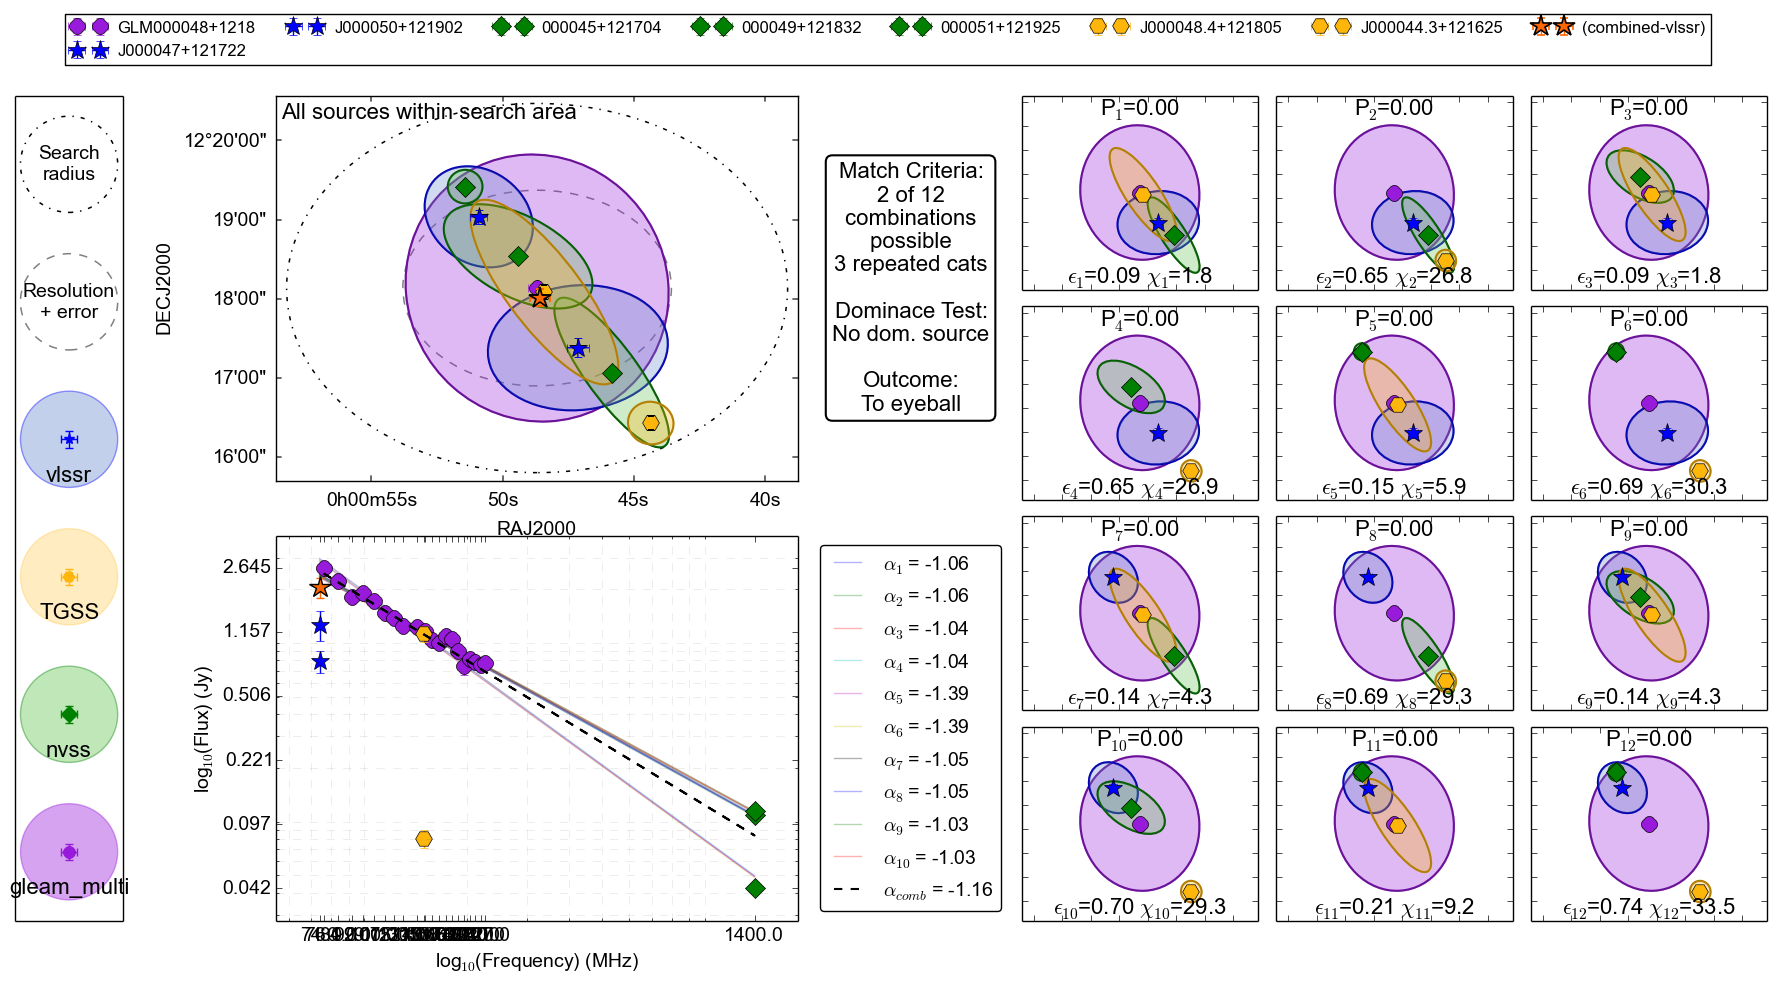 GLM000048+1218 J000050+121902 000045+121704 000049+121832 000051+121925 J000048.4+121805 J000044.3+121625 (combined-vlssr)
J000047+121722
Search
radius
Resolution
+ error
vlssr
TGSS
nvss
gleam_multi
All sources within search area
DECJ2000
12°20'00"
19'00"
18'00"
17'00"
16'00"
0h00m55s 50s 45s 40s
RAJ2000
Match Criteria:
2 of 12
combinations
possible
3 repeated cats
Dominace Test:
No dom. source
Outcome:
To eyeball
log₁₀(Flux) (Jy)
2.645
1.157
0.506
0.221
0.097
0.042
1400.0
log₁₀(Frequency) (MHz)
α₁ = -1.06
α₂ = -1.06
α₃ = -1.04
α₄ = -1.04
α₅ = -1.39
α₆ = -1.39
α₇ = -1.05
α₈ = -1.05
α₉ = -1.03
α₁₀ = -1.03
α_comb = -1.16
P₁=0.00 P₂=0.00 P₃=0.00
ϵ₁=0.09 χ₁=1.8 ϵ₂=0.65 χ₂=26.8 ϵ₃=0.09 χ₃=1.8
P₄=0.00 P₅=0.00 P₆=0.00
ϵ₄=0.65 χ₄=26.9 ϵ₅=0.15 χ₅=5.9 ϵ₆=0.69 χ₆=30.3
P₇=0.00 P₈=0.00 P₉=0.00
ϵ₇=0.14 χ₇=4.3 ϵ₈=0.69 χ₈=29.3 ϵ₉=0.14 χ₉=4.3
P₁₀=0.00 P₁₁=0.00 P₁₂=0.00
ϵ₁₀=0.70 χ₁₀=29.3 ϵ₁₁=0.21 χ₁₁=9.2 ϵ₁₂=0.74 χ₁₂=33.5